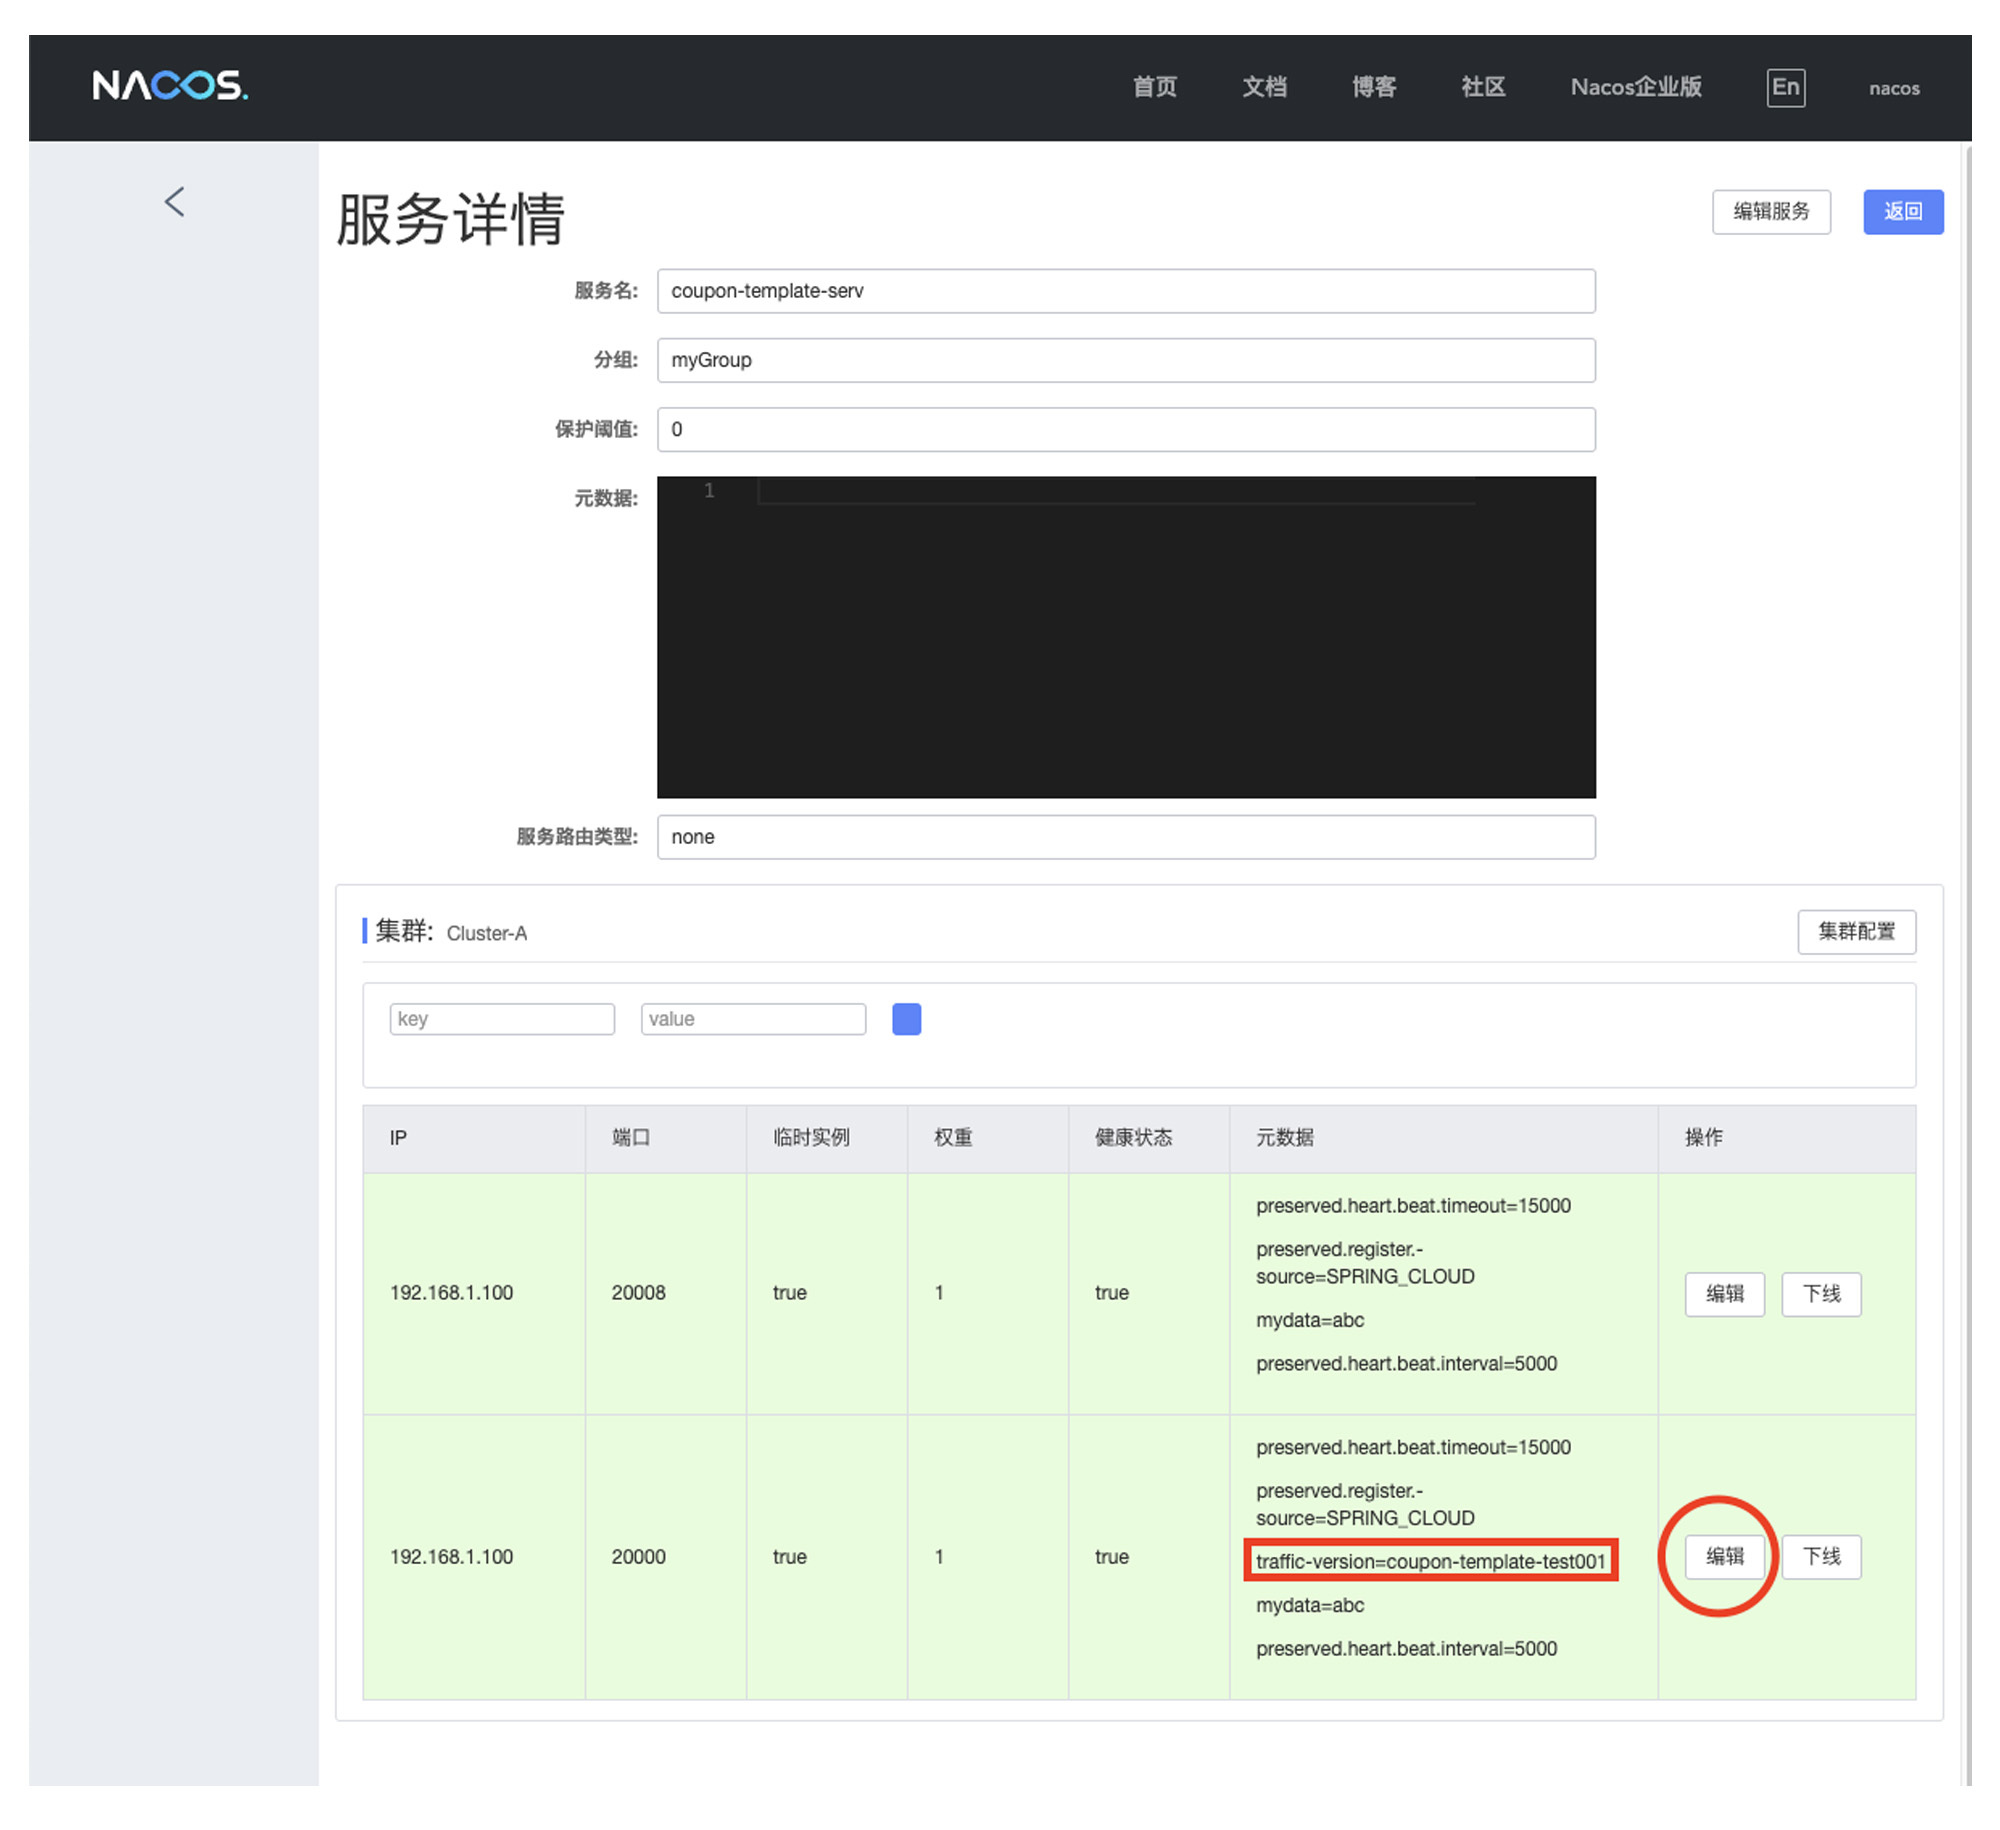 NACOS.
首页 文档 博客 社区 Nacos企业版 En nacos
服务详情
编辑服务 返回
服务名: coupon-template-serv
分组: myGroup
保护阈值: 0
元数据: 1
服务路由类型: none
集群: Cluster-A
集群配置
key value
IP 端口 临时实例 权重 健康状态 元数据 操作
preserved.heart.beat.timeout=15000
preserved.register.-
source=SPRING_CLOUD
192.168.1.100 20008 true 1 true 编辑 下线
mydata=abc
preserved.heart.beat.interval=5000
preserved.heart.beat.timeout=15000
preserved.register.-
source=SPRING_CLOUD
192.168.1.100 20000 true 1 true traffic-version=coupon-template-test001 编辑 下线
mydata=abc
preserved.heart.beat.interval=5000